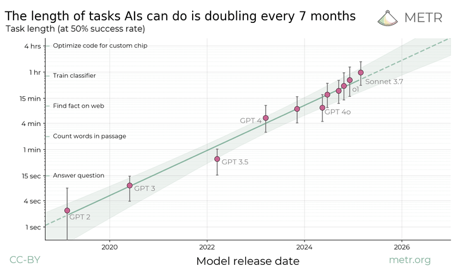 The length of tasks AIs can do is doubling every 7 months
METR
Task length (at 50% success rate)
4 hrs
Optimize code for custom chip
1 hr
Train classifier
Sonnet 3.7
o1
15 min
Find fact on web
GPT 4o
GPT 4
4 min
Count words in passage
1 min
GPT 3.5
15 sec
Answer question
GPT 3
4 sec
GPT 2
1 sec
2020
2022
2024
2026
CC-BY
Model release date
metr.org